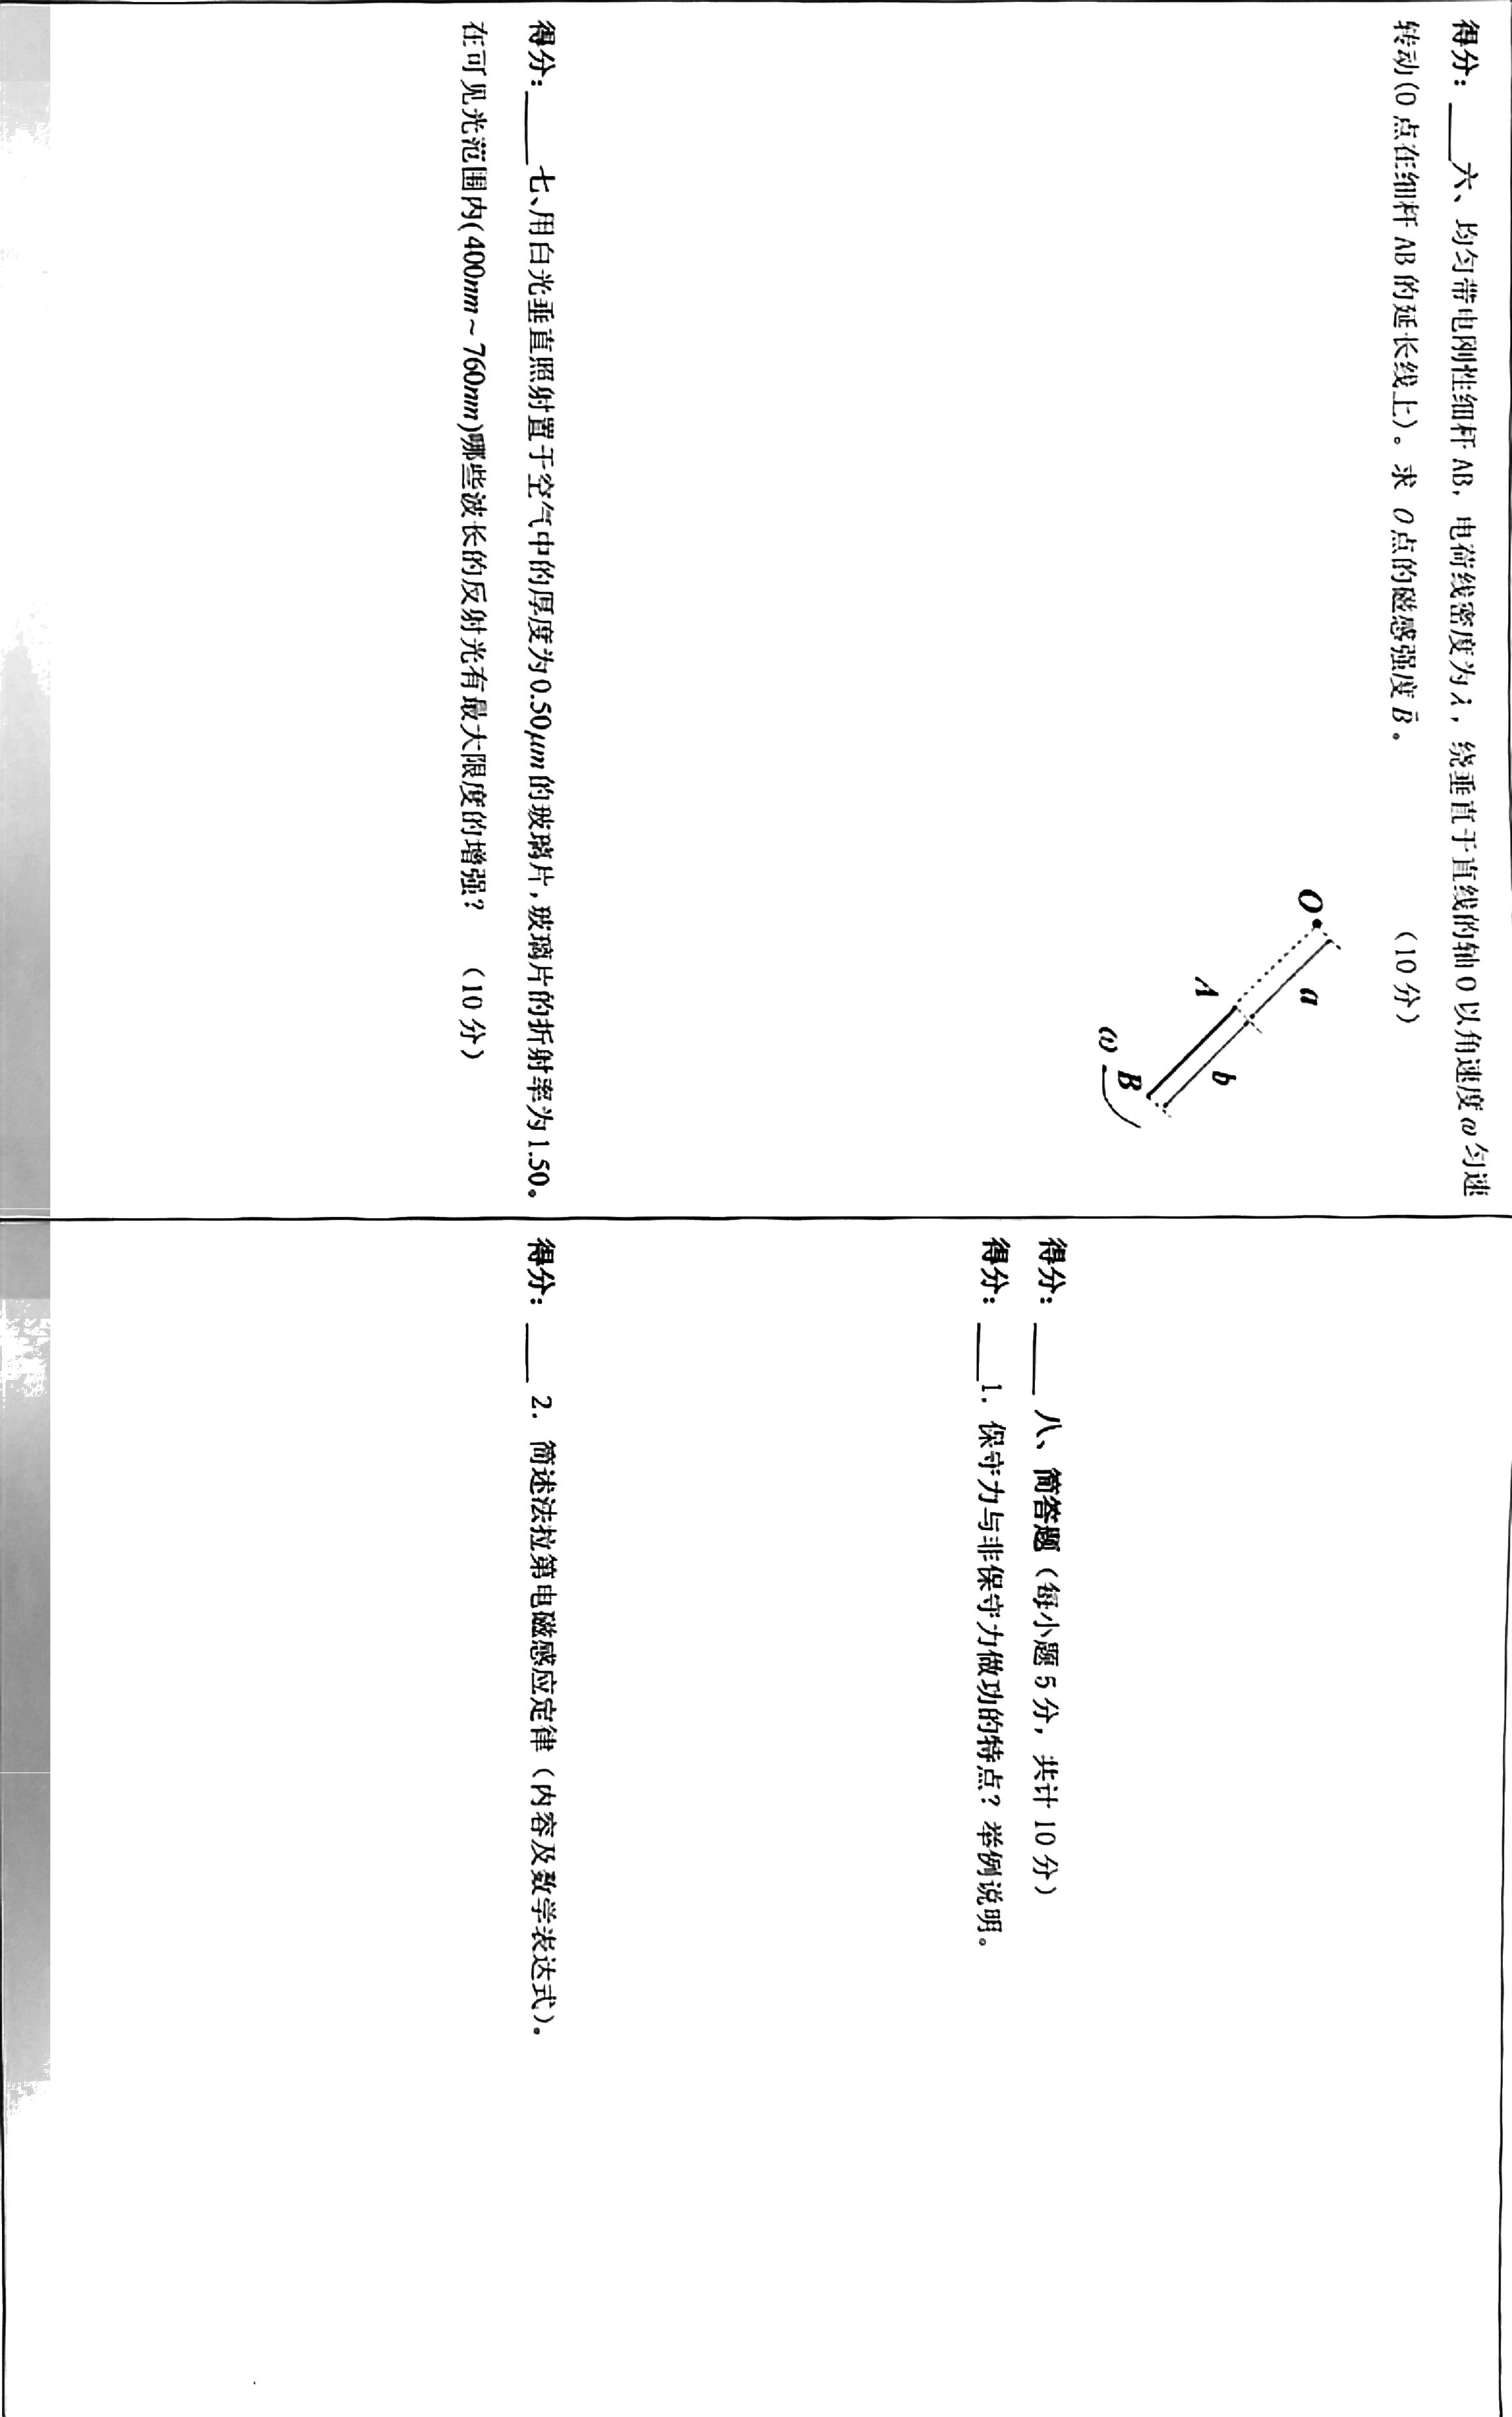 得分：____六、均匀带电刚性细杆 AB，电荷线密度为λ，绕垂直于直线的轴 O 以角速度ω匀速
转动(O 点在细杆 AB 的延长线上)。求 O点的磁感强度 B⃗ 。 （10 分）
O
a
b
A
B
ω
得分：____七、用白光垂直照射置于空气中的厚度为0.50μm的玻璃片，玻璃片的折射率为1.50。
在可见光范围内(400nm～760nm)哪些波长的反射光有最大限度的增强？ （10 分）
得分：____ 八、简答题（每小题 5 分，共计 10 分）
得分：____1. 保守力与非保守力做功的特点？举例说明。
得分：____ 2. 简述法拉第电磁感应定律（内容及数学表达式）。